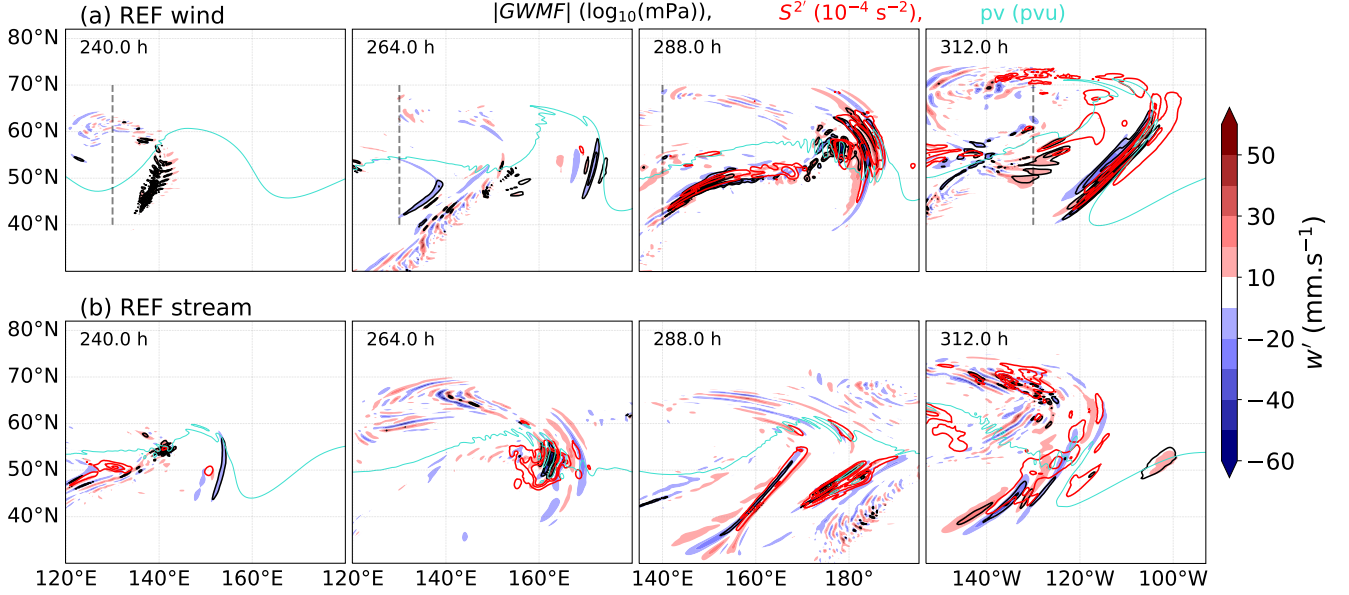 |GWMF| (log₁₀(mPa)), S²′ (10⁻⁴ s⁻²), pv (pvu)
(a) REF wind
80°N
70°N
60°N
50°N
40°N
240.0 h
264.0 h
288.0 h
312.0 h
(b) REF stream
80°N
70°N
60°N
50°N
40°N
240.0 h
264.0 h
288.0 h
312.0 h
120°E 140°E 160°E 120°E 140°E 160°E 140°E 160°E 180° 140°W 120°W 100°W
50
30
10
−20
−40
−60
w′ (mm.s⁻¹)